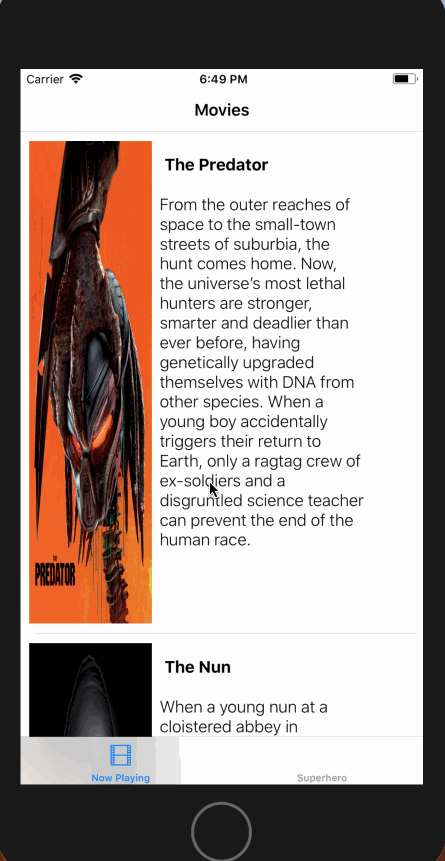 Carrier 6:49 PM
Movies
The Predator
From the outer reaches of
space to the small-town
streets of suburbia, the
hunt comes home. Now,
the universe’s most lethal
hunters are stronger,
smarter and deadlier than
ever before, having
genetically upgraded
themselves with DNA from
other species. When a
young boy accidentally
triggers their return to
Earth, only a ragtag crew of
ex-soldiers and a
disgruntled science teacher
can prevent the end of the
human race.
THE
PREDATOR
The Nun
When a young nun at a
cloistered abbey in
Now Playing Superhero